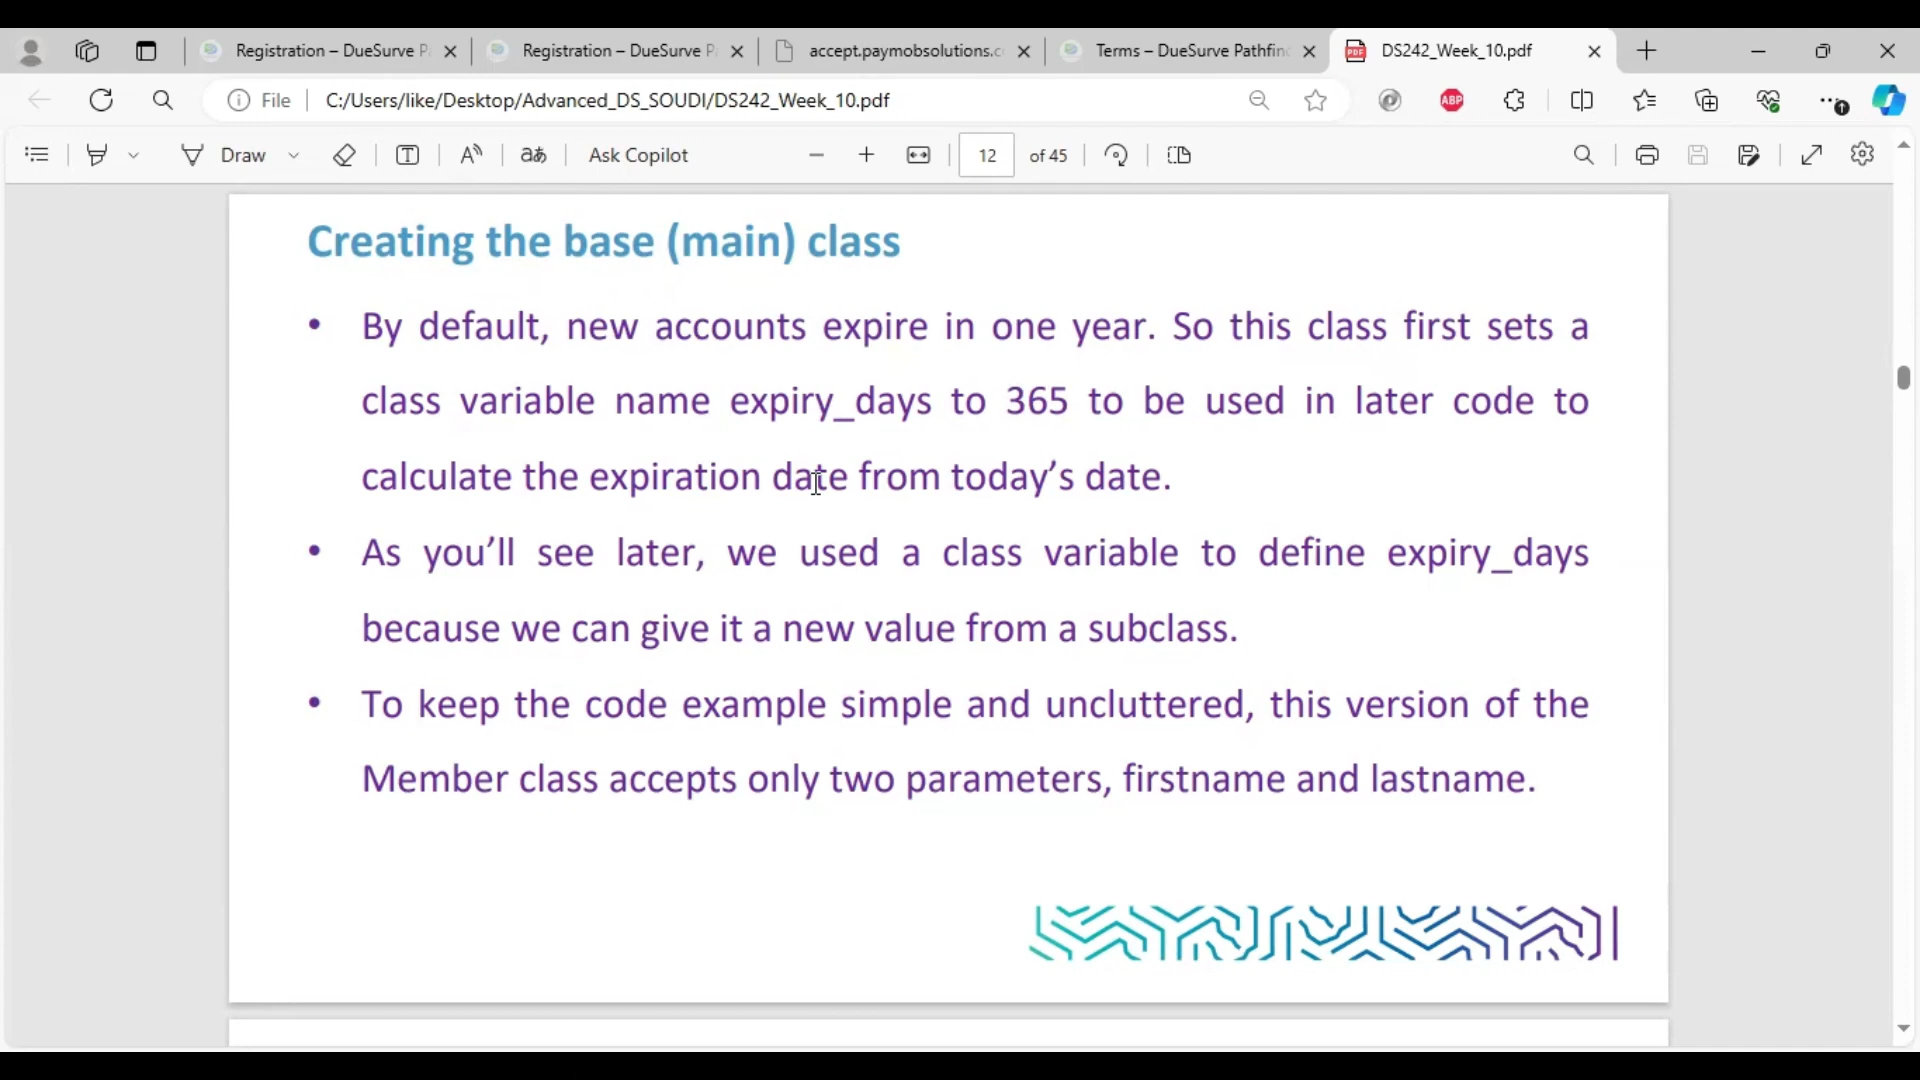 Registration – DueSurve P
Registration – DueSurve P
accept.paymobsolutions.c
Terms – DueSurve Pathfin
PDF
DS242_Week_10.pdf
File
C:/Users/like/Desktop/Advanced_DS_SOUDI/DS242_Week_10.pdf
ABP
Draw
T
A
aあ
Ask Copilot
12
of 45
Creating the base (main) class
• By default, new accounts expire in one year. So this class first sets a
class variable name expiry_days to 365 to be used in later code to
calculate the expiration date from today’s date.
• As you’ll see later, we used a class variable to define expiry_days
because we can give it a new value from a subclass.
• To keep the code example simple and uncluttered, this version of the
Member class accepts only two parameters, firstname and lastname.